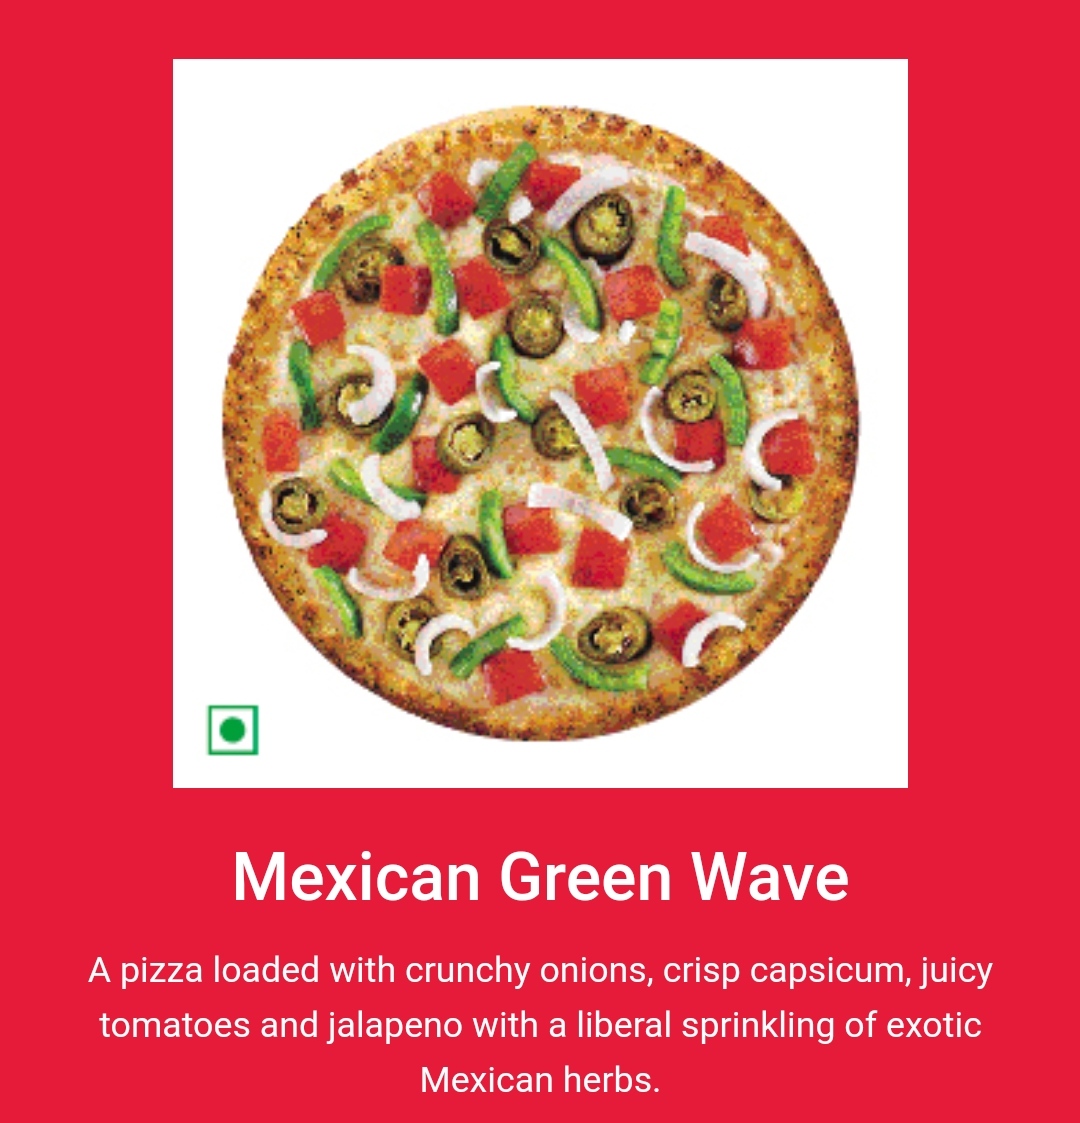 Mexican Green Wave
A pizza loaded with crunchy onions, crisp capsicum, juicy
tomatoes and jalapeno with a liberal sprinkling of exotic
Mexican herbs.